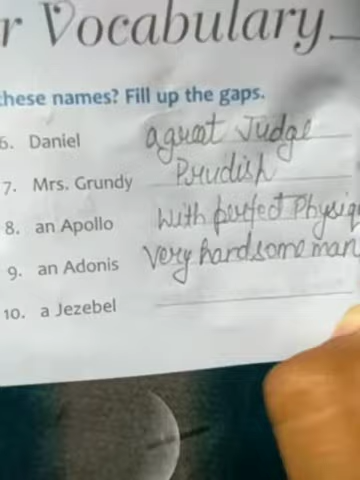 r Vocabulary
these names? Fill up the gaps.
6. Daniel a great Judge
7. Mrs. Grundy Prudish
8. an Apollo With perfect Physiq
9. an Adonis Very handsome man
10. a Jezebel